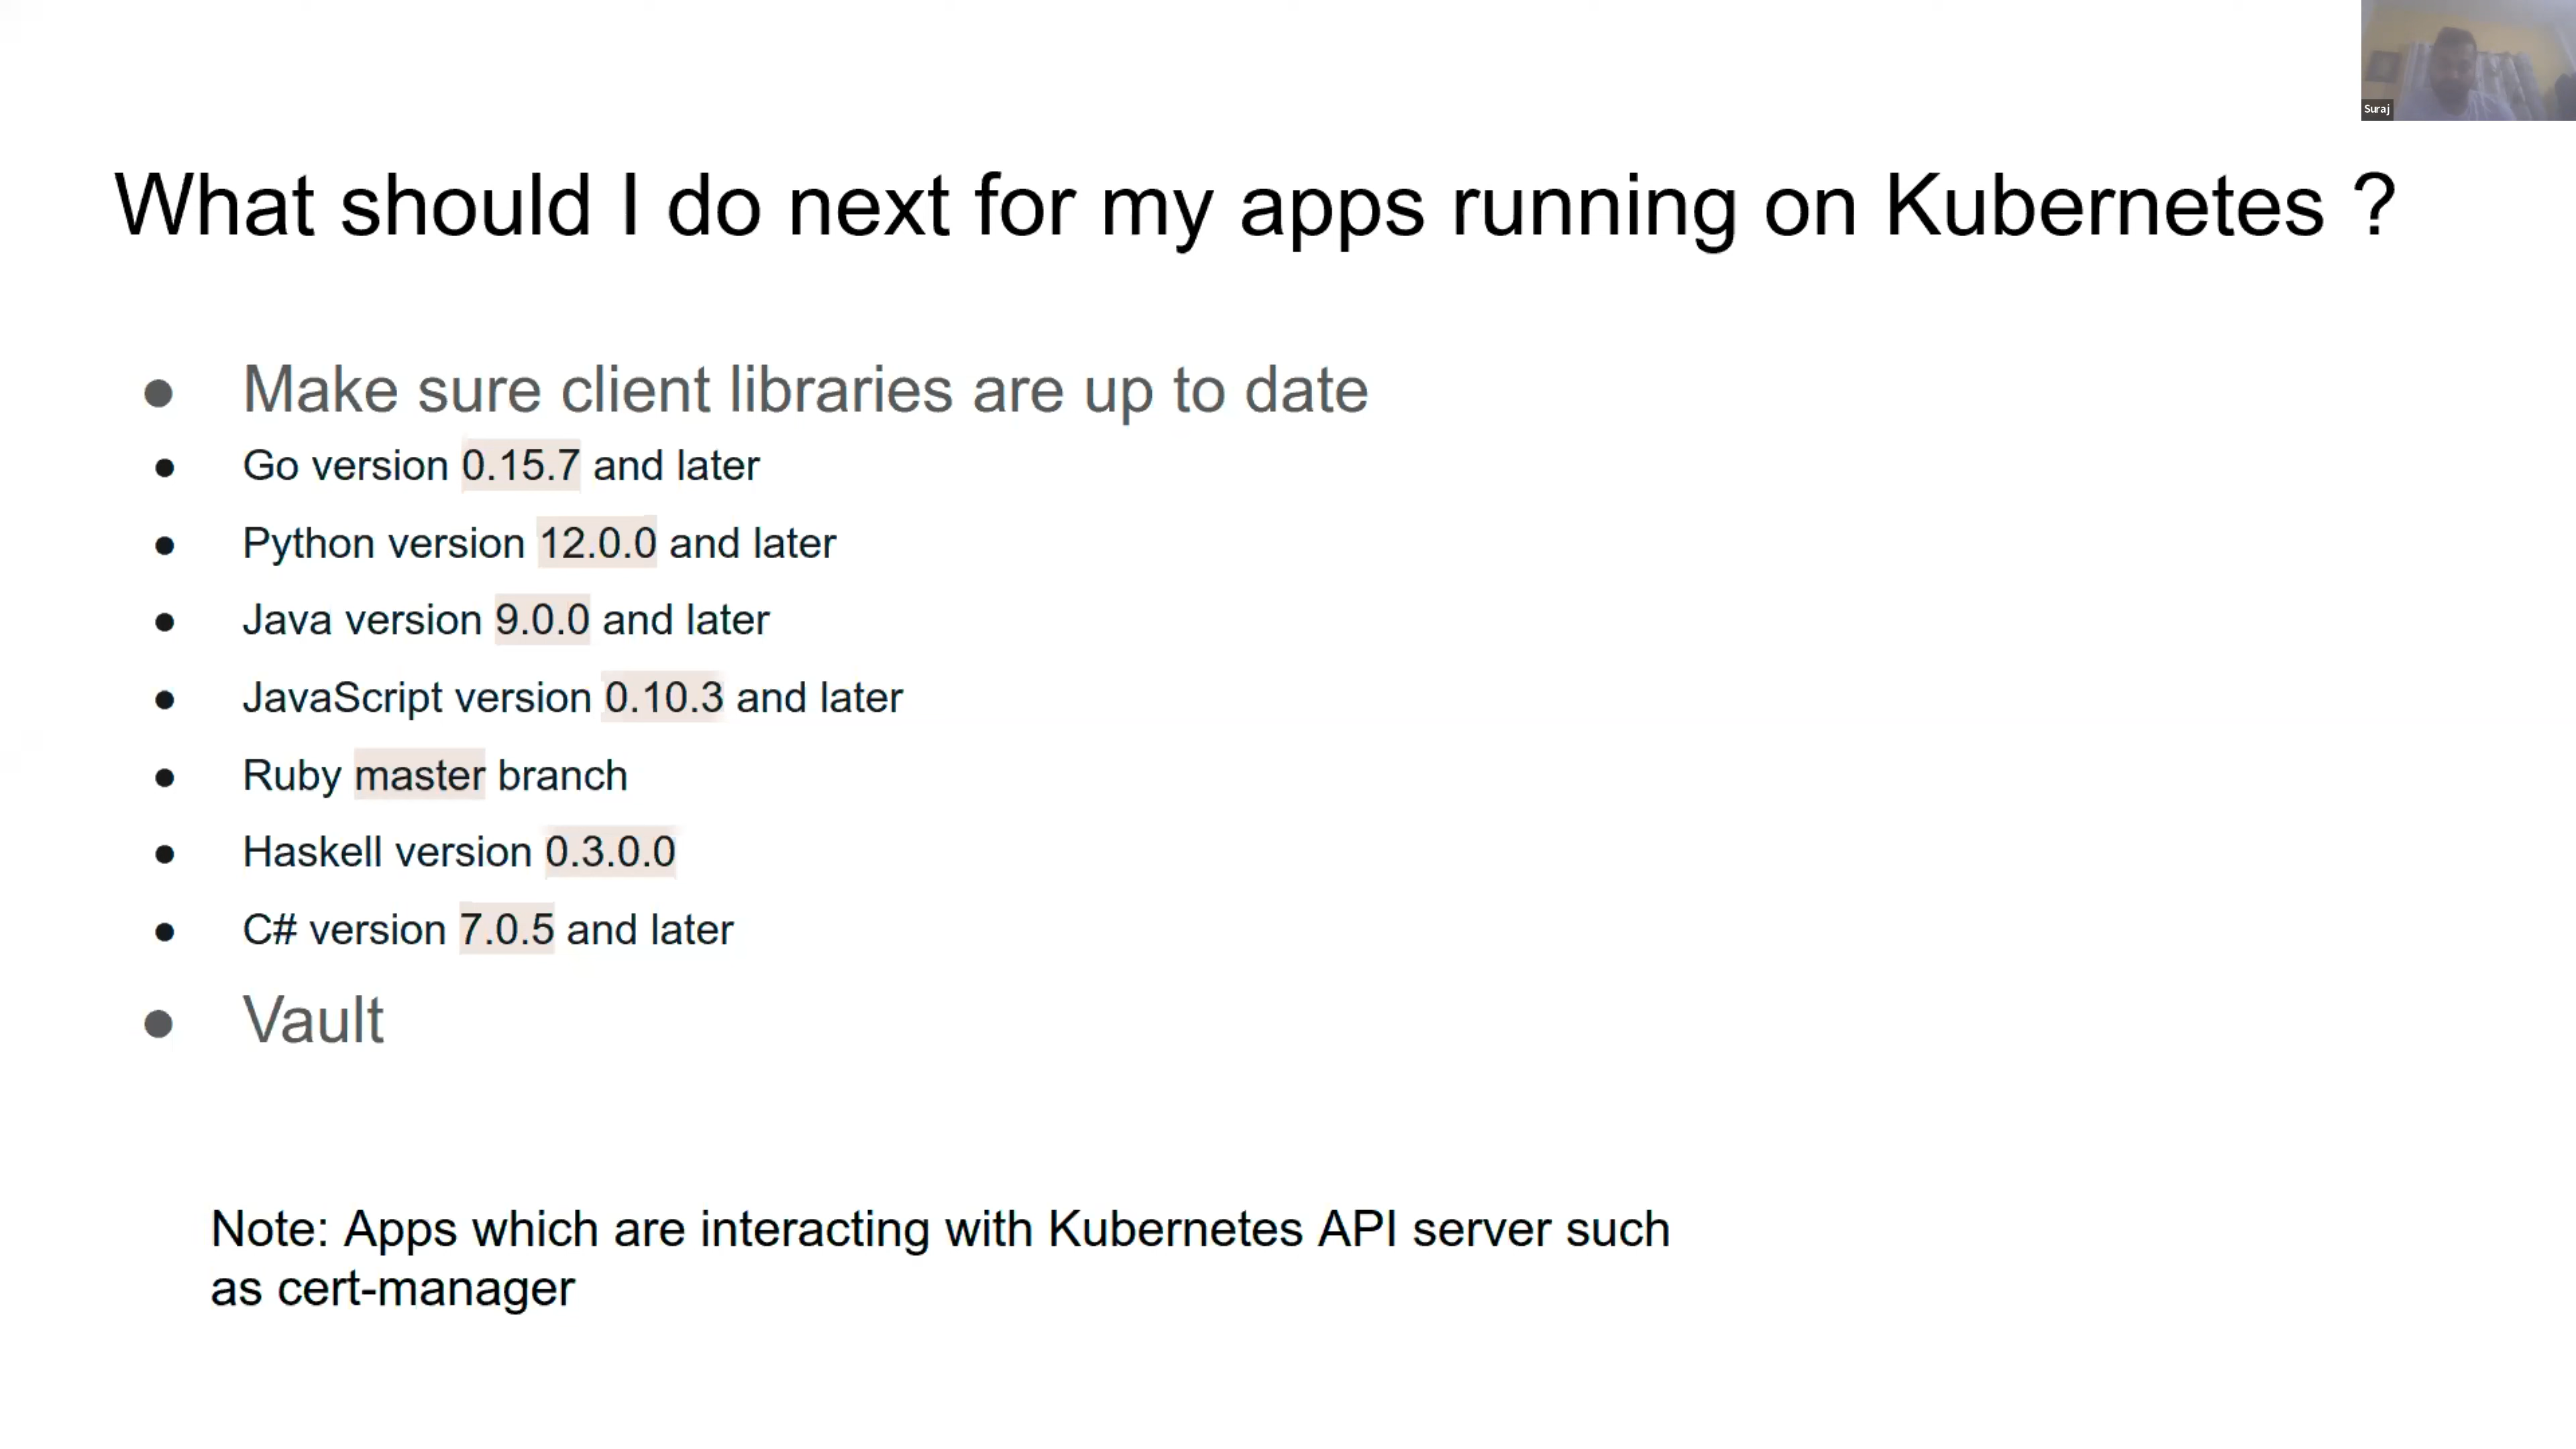 Suraj
What should I do next for my apps running on Kubernetes ?
● Make sure client libraries are up to date
● Go version 0.15.7 and later
● Python version 12.0.0 and later
● Java version 9.0.0 and later
● JavaScript version 0.10.3 and later
● Ruby master branch
● Haskell version 0.3.0.0
● C# version 7.0.5 and later
● Vault
Note: Apps which are interacting with Kubernetes API server such
as cert-manager